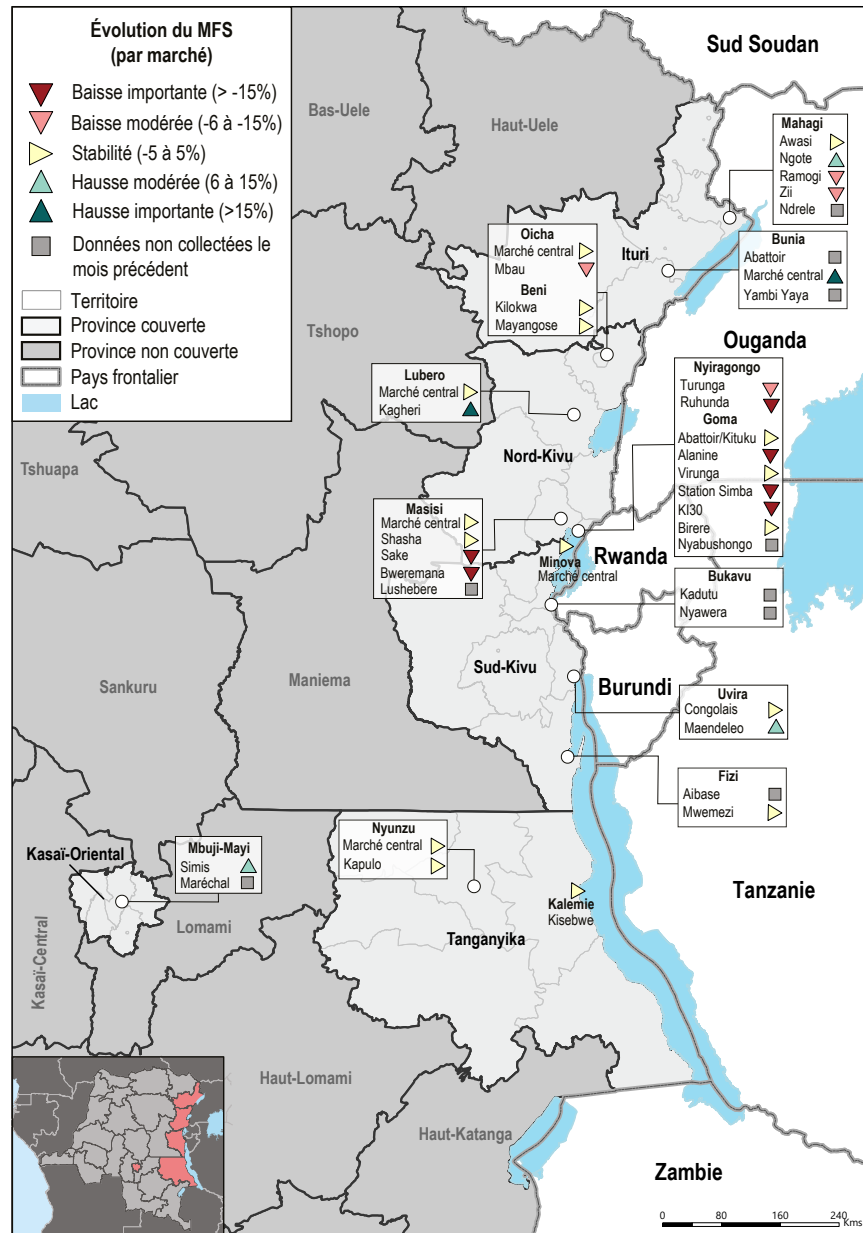 Évolution du MFS
(par marché)
Baisse importante (> -15%)
Baisse modérée (-6 à -15%)
Stabilité (-5 à 5%)
Hausse modérée (6 à 15%)
Hausse importante (>15%)
Données non collectées le
mois précédent
Territoire
Province couverte
Province non couverte
Pays frontalier
Lac
Sud Soudan
Bas-Uele
Haut-Uele
Mahagi
Awasi
Ngote
Ramogi
Zii
Ndrele
Ituri
Bunia
Abattoir
Marché central
Yambi Yaya
Oicha
Marché central
Mbau
Beni
Kilokwa
Mayangose
Tshopo
Ouganda
Lubero
Marché central
Kagheri
Nyiragongo
Turunga
Ruhunda
Goma
Abattoir/Kituku
Alanine
Virunga
Station Simba
KI30
Birere
Nyabushongo
Tshuapa
Nord-Kivu
Masisi
Marché central
Shasha
Sake
Bweremana
Lushebere
Minova
Marché central
Rwanda
Bukavu
Kadutu
Nyawera
Sankuru
Maniema
Sud-Kivu
Burundi
Uvira
Congolais
Maendeleo
Fizi
Aibase
Mwemezi
Kasaï-Oriental
Mbuji-Mayi
Simis
Maréchal
Nyunzu
Marché central
Kapulo
Kalemie
Kisebwe
Tanzanie
Lomami
Tanganyika
Kasaï-Central
Haut-Lomami
Haut-Katanga
Zambie
0 80 160 240
Kms